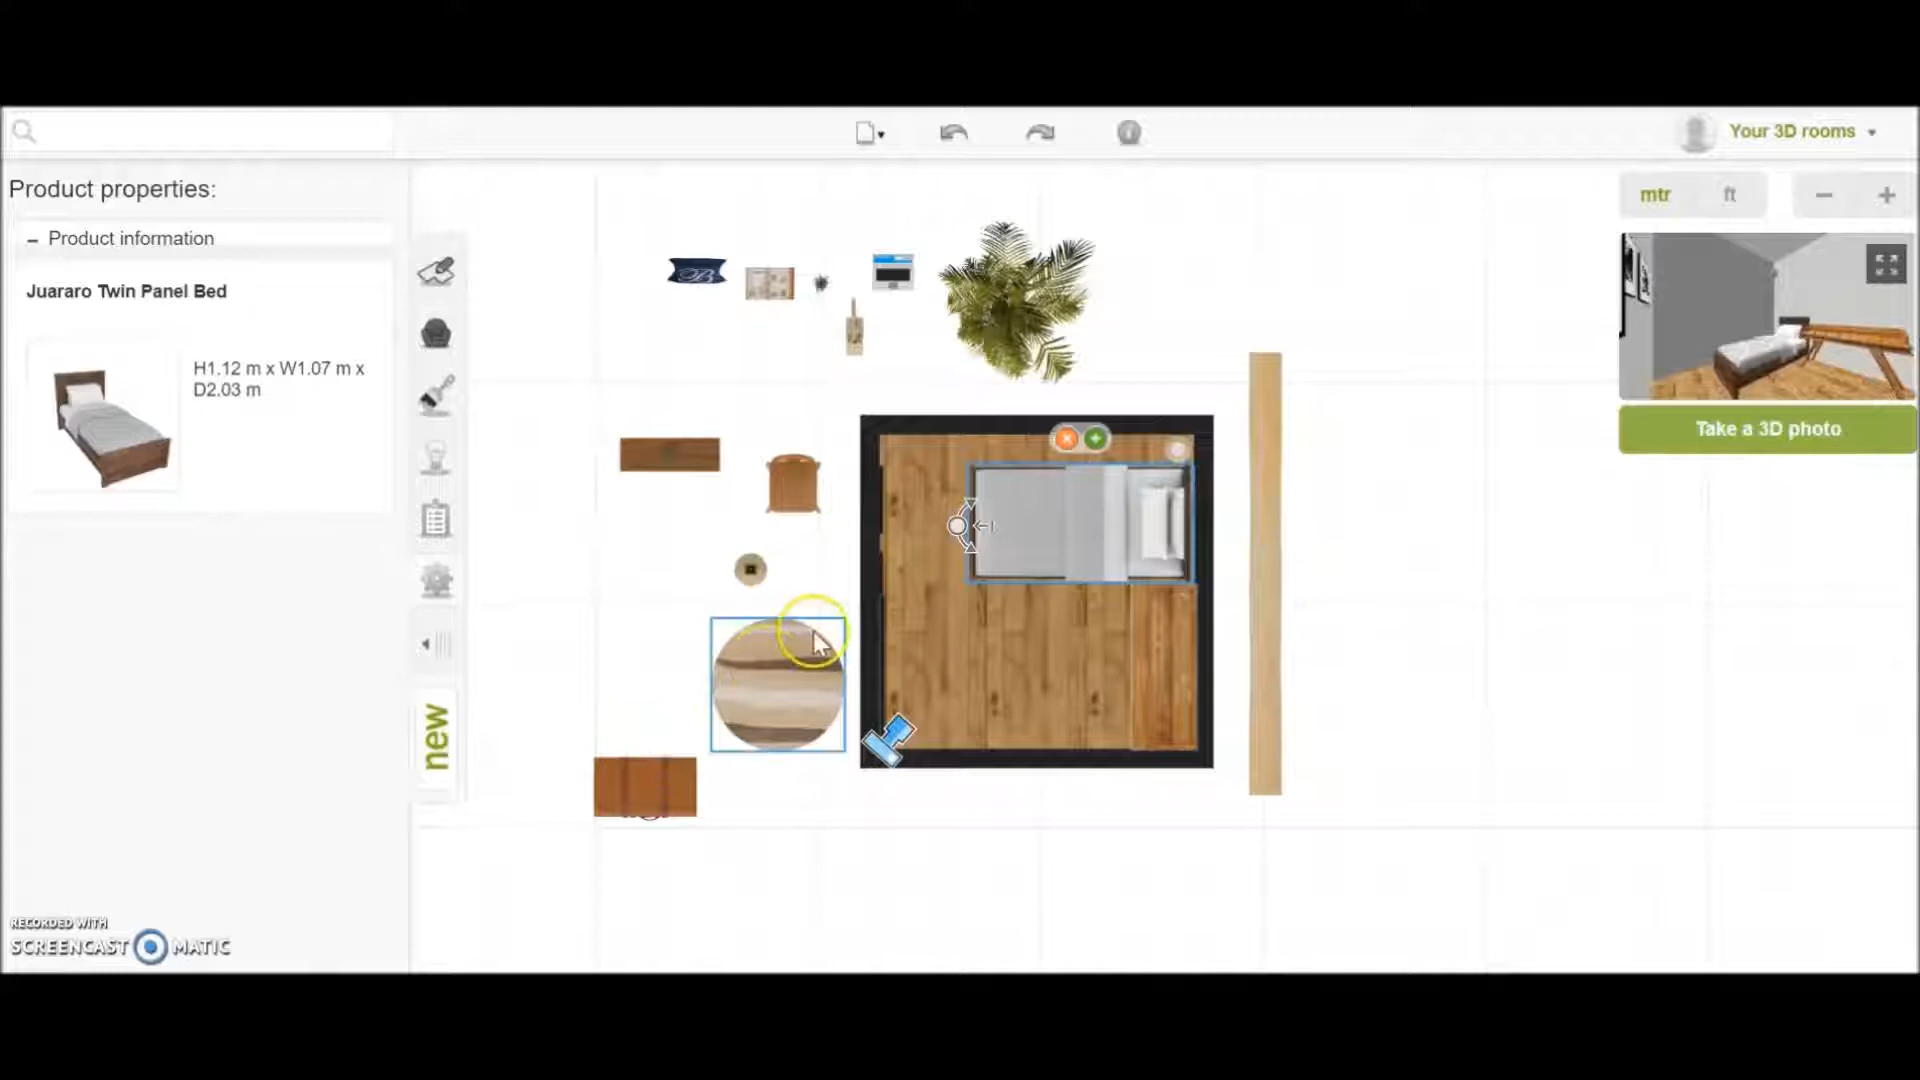 Your 3D rooms
Product properties:
mtr
ft
– Product information
Juararo Twin Panel Bed
H1.12 m x W1.07 m x
D2.03 m
Take a 3D photo
B
new
RECORDED WITH
SCREENCAST MATIC